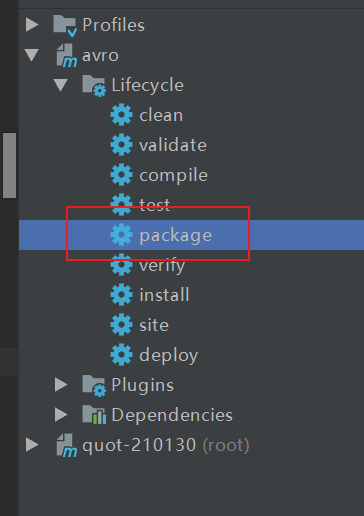 Profiles
avro
Lifecycle
clean
validate
compile
test
package
verify
install
site
deploy
Plugins
Dependencies
quot-210130 (root)